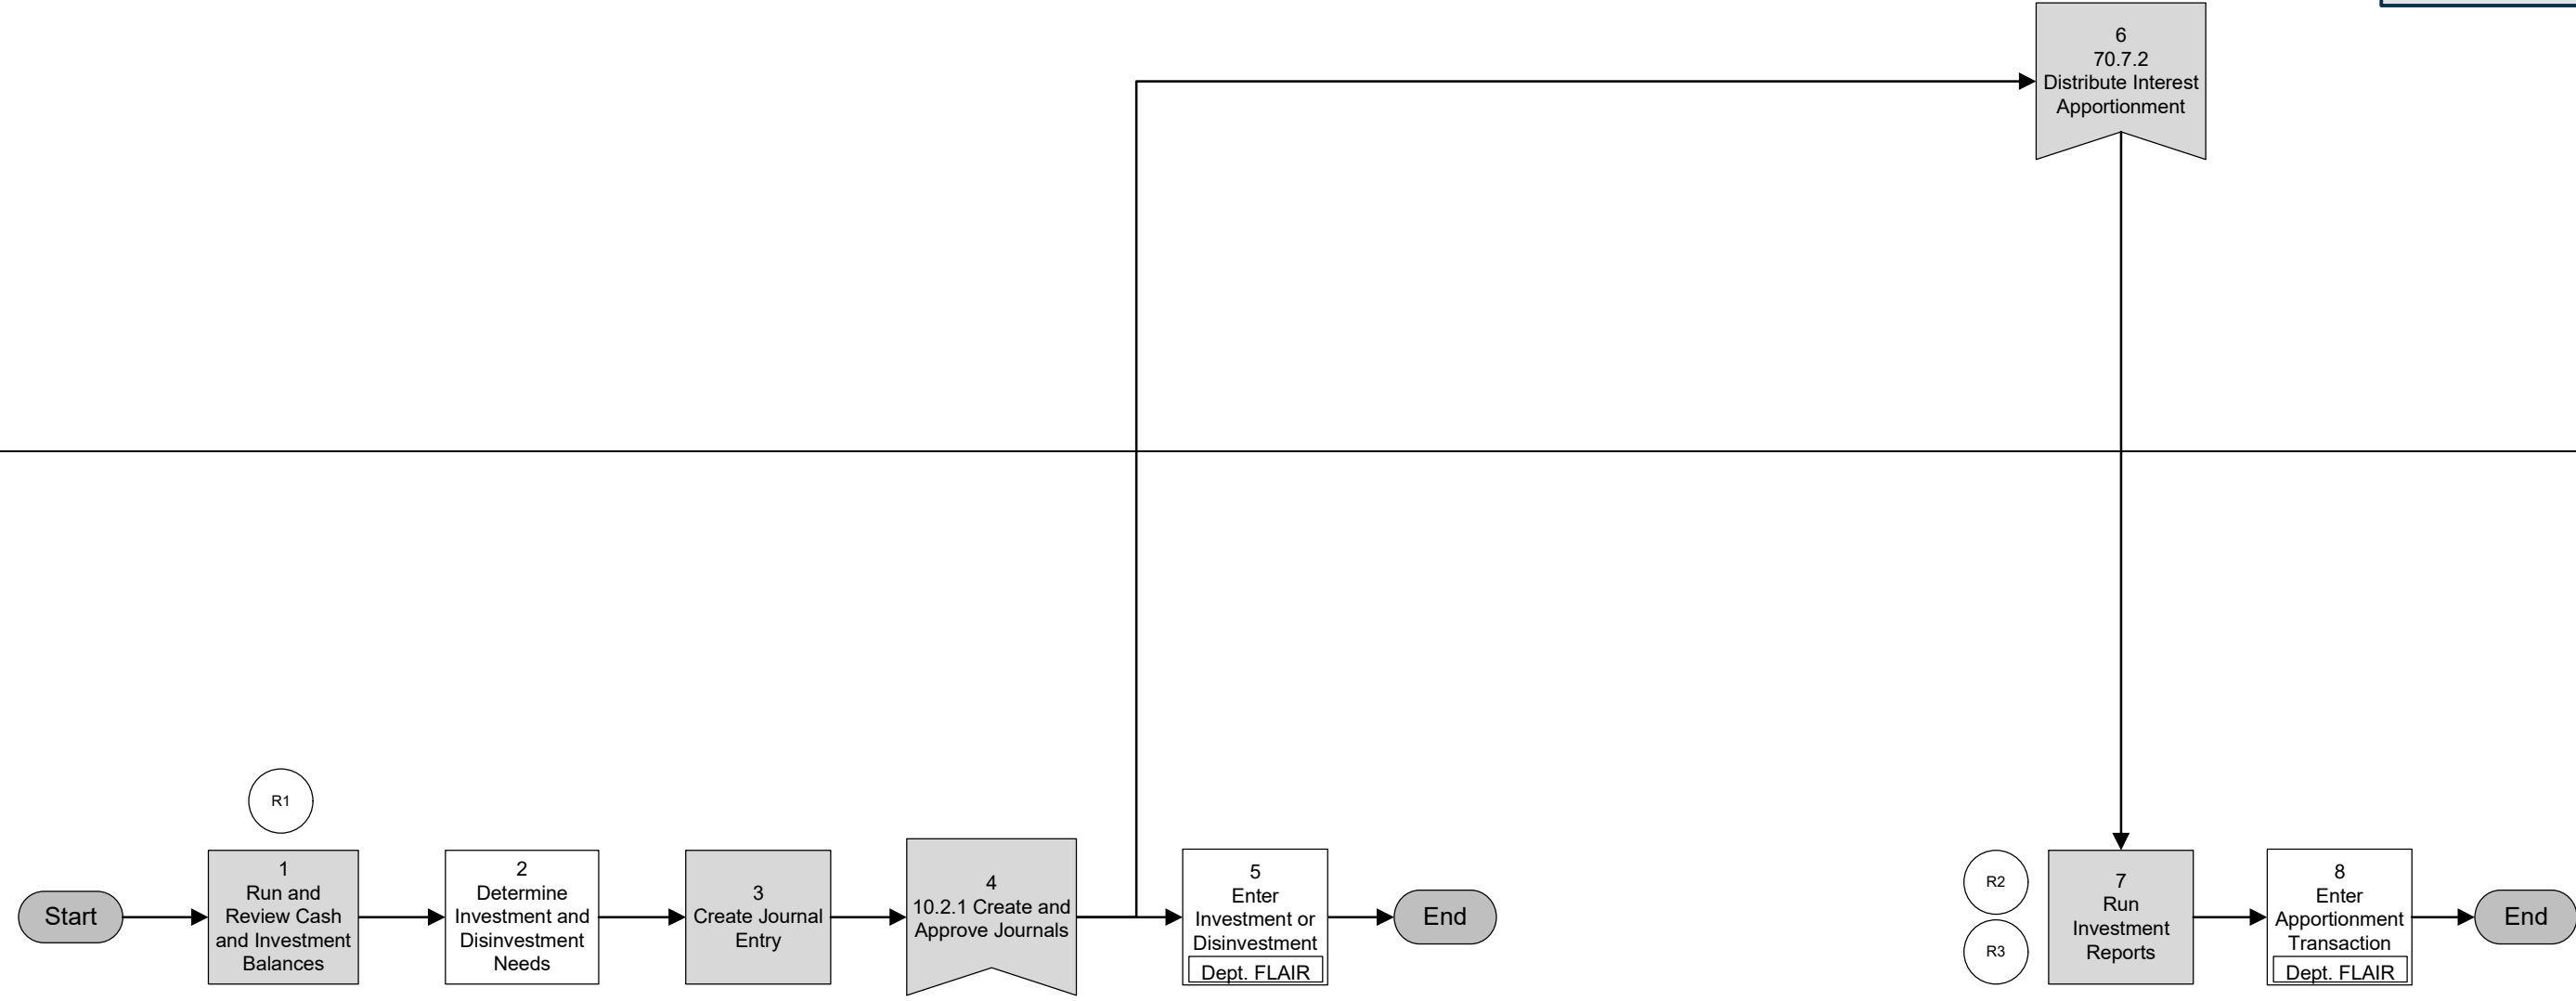 6
70.7.2
Distribute Interest
Apportionment
R1
Start
1
Run and
Review Cash
and Investment
Balances
2
Determine
Investment and
Disinvestment
Needs
3
Create Journal
Entry
4
10.2.1 Create and
Approve Journals
5
Enter
Investment or
Disinvestment
Dept. FLAIR
End
R2
R3
7
Run
Investment
Reports
8
Enter
Apportionment
Transaction
Dept. FLAIR
End